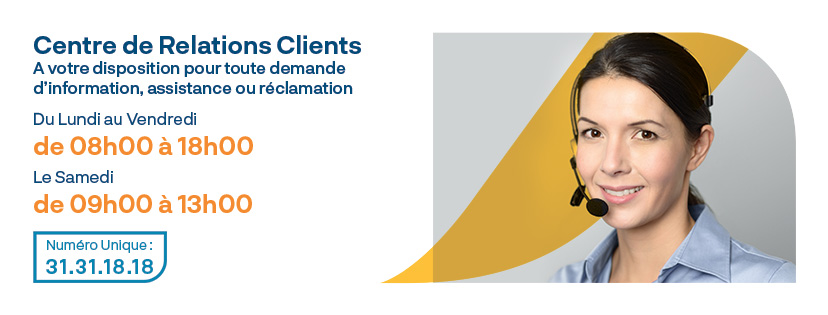 Centre de Relations Clients
A votre disposition pour toute demande
d'information, assistance ou réclamation
Du Lundi au Vendredi
de 08h00 à 18h00
Le Samedi
de 09h00 à 13h00
Numéro Unique :
31.31.18.18